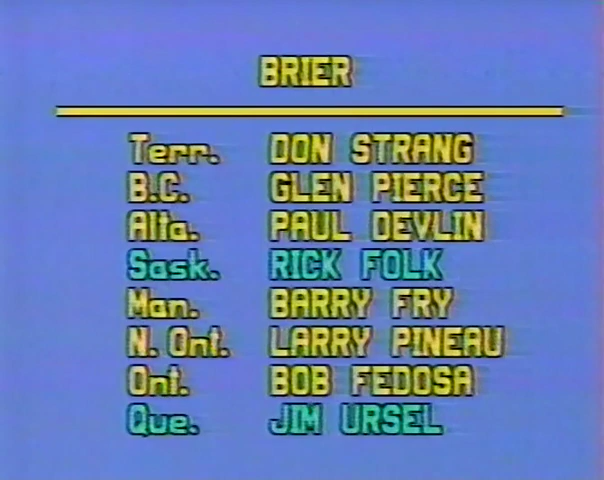 BRIER
Terr. DON STRANG
B.C. GLEN PIERCE
Alta. PAUL DEVLIN
Sask. RICK FOLK
Man. BARRY FRY
N. Ont. LARRY PINEAU
Ont. BOB FEDOSA
Que. JIM URSEL